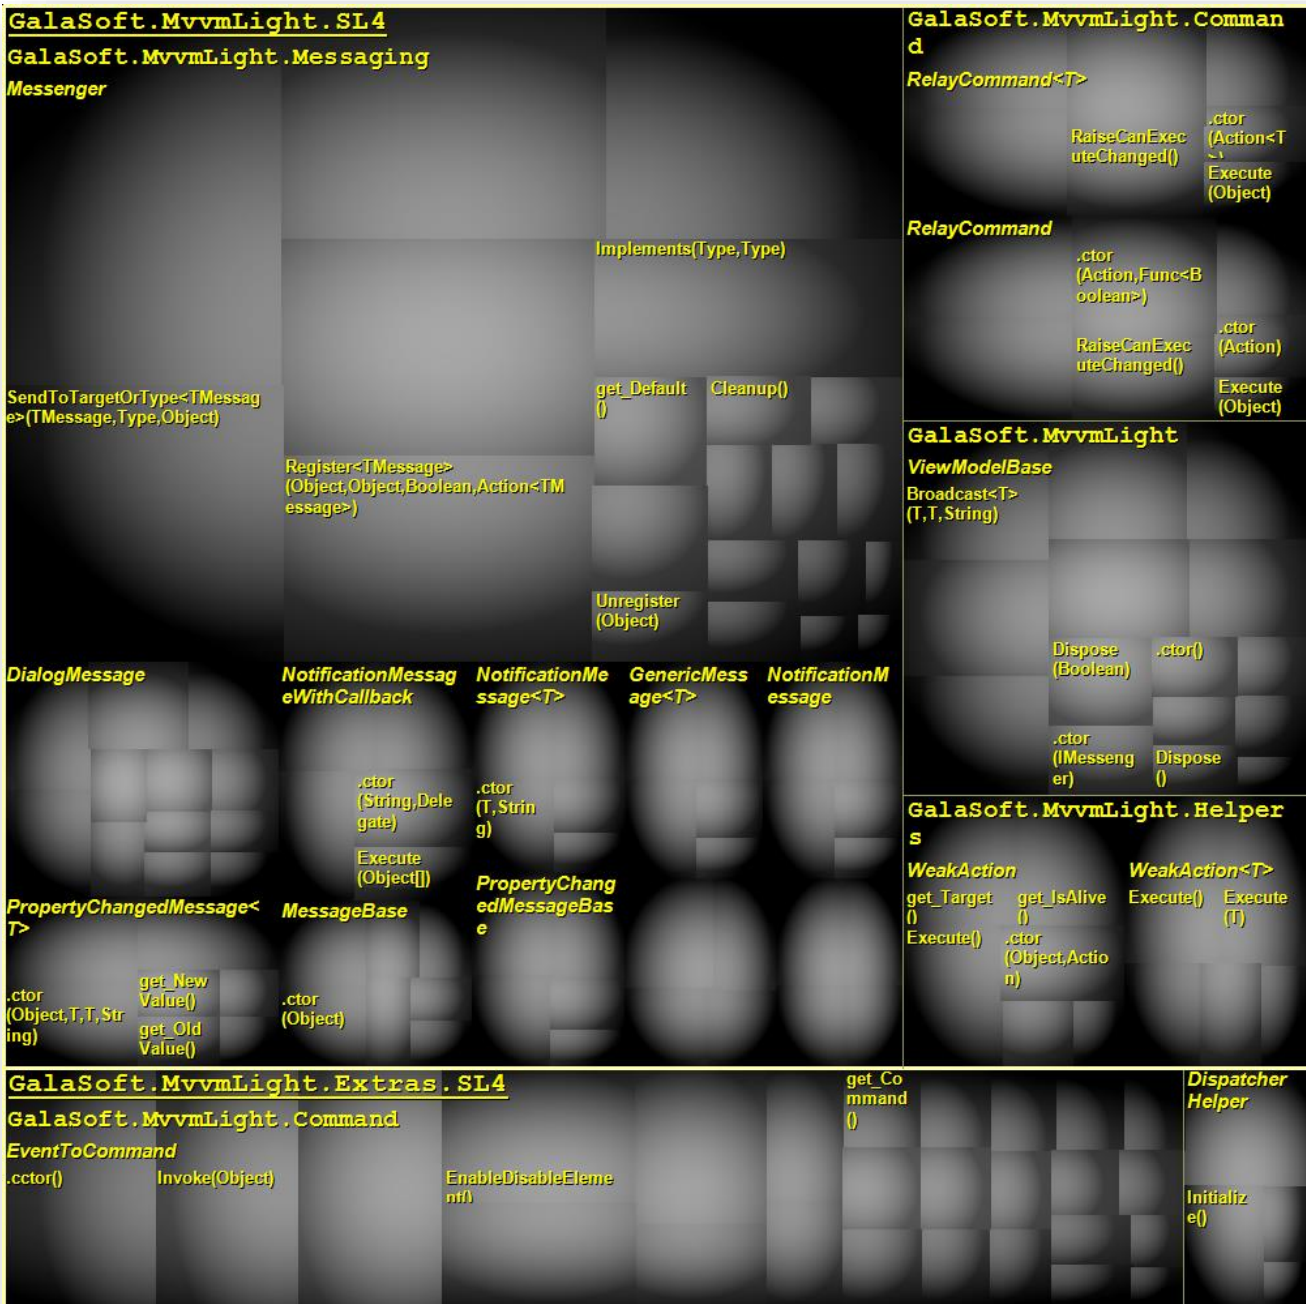 GalaSoft.MvvmLight.SL4
GalaSoft.MvvmLight.Messaging
Messenger
Implements(Type,Type)
SendToTargetOrType<TMessag
e>(TMessage,Type,Object)
get_Default
()
Cleanup()
Register<TMessage>
(Object,Object,Boolean,Action<TM
essage>)
Unregister
(Object)
DialogMessage
NotificationMessag
eWithCallback
.ctor
(String,Dele
gate)
Execute
(Object[])
NotificationMe
ssage<T>
.ctor
(T,Strin
g)
GenericMess
age<T>
NotificationM
essage
PropertyChangedMessage<
T>
.ctor
(Object,T,T,Str
ing)
get_New
Value()
get_Old
Value()
MessageBase
.ctor
(Object)
PropertyChang
edMessageBas
e
GalaSoft.MvvmLight.Comman
d
RelayCommand<T>
RaiseCanExec
uteChanged()
.ctor
(Action<T
>)
Execute
(Object)
RelayCommand
.ctor
(Action,Func<B
oolean>)
RaiseCanExec
uteChanged()
.ctor
(Action)
Execute
(Object)
GalaSoft.MvvmLight
ViewModelBase
Broadcast<T>
(T,T,String)
Dispose
(Boolean)
.ctor()
.ctor
(IMesseng
er)
Dispose
()
GalaSoft.MvvmLight.Helper
s
WeakAction
get_Target
()
get_IsAlive
()
Execute()
.ctor
(Object,Actio
n)
WeakAction<T>
Execute()
Execute
(T)
GalaSoft.MvvmLight.Extras.SL4
GalaSoft.MvvmLight.Command
EventToCommand
.cctor()
Invoke(Object)
EnableDisableEleme
nt()
get_Co
mmand
()
Dispatcher
Helper
Initializ
e()